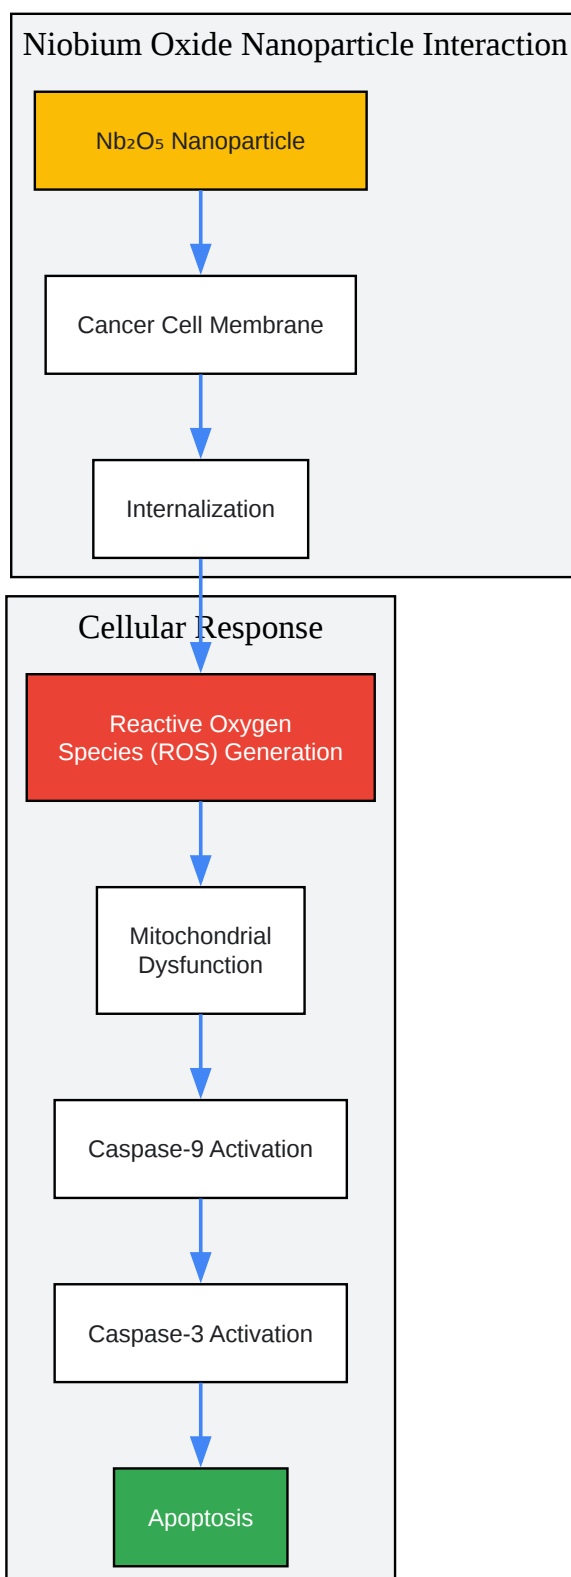 Niobium Oxide Nanoparticle Interaction
Nb₂O₅ Nanoparticle
Cancer Cell Membrane
Internalization
Cellular Response
Reactive Oxygen
Species (ROS) Generation
Mitochondrial
Dysfunction
Caspase-9 Activation
Caspase-3 Activation
Apoptosis